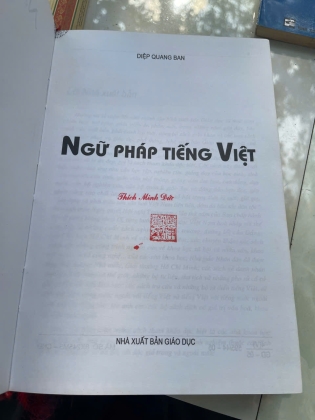 DIỆP QUANG BAN
NGỮ PHÁP TIẾNG VIỆT
Thích Minh Đức
NHÀ XUẤT BẢN GIÁO DỤC